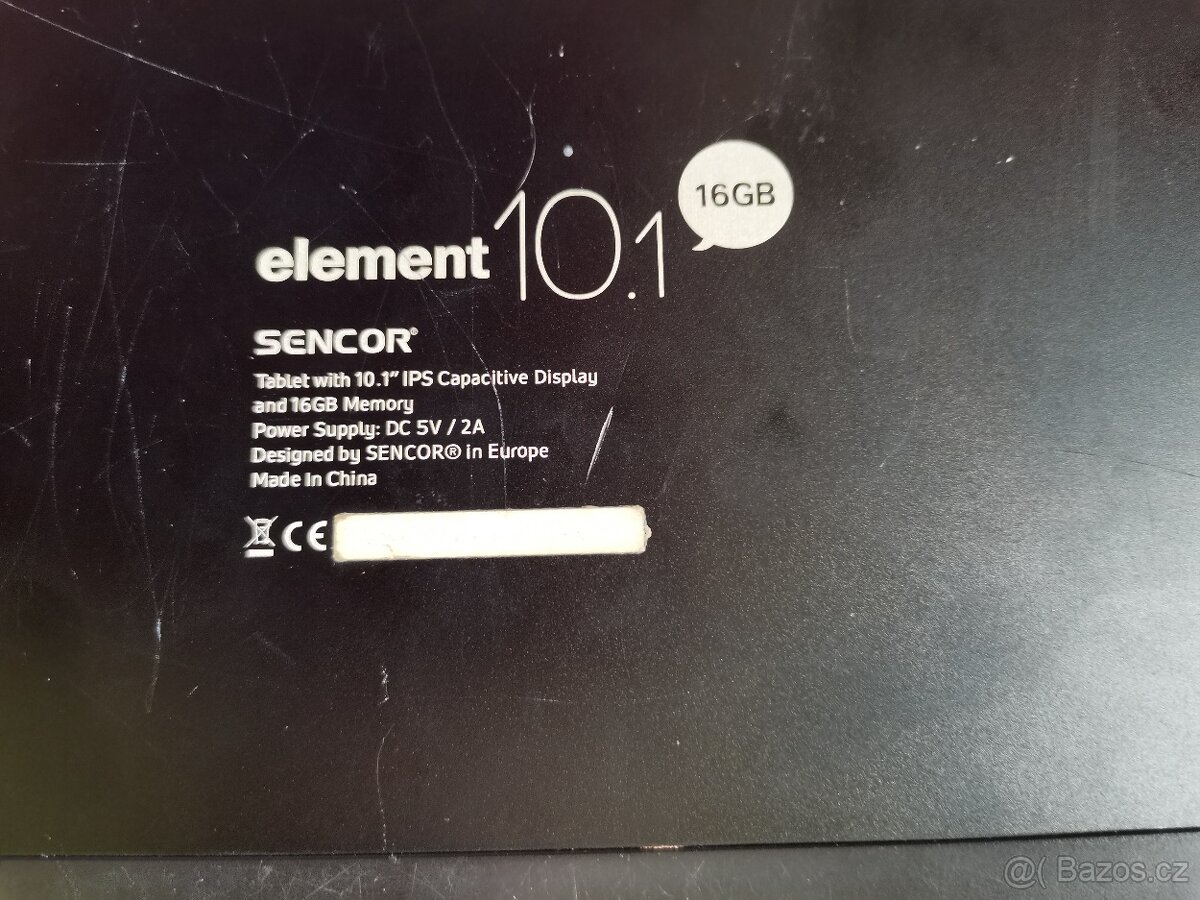 element 10.1
16GB
SENCOR®
Tablet with 10.1" IPS Capacitive Display
and 16GB Memory
Power Supply: DC 5V / 2A
Designed by SENCOR® in Europe
Made In China
CE
@( Bazos.cz